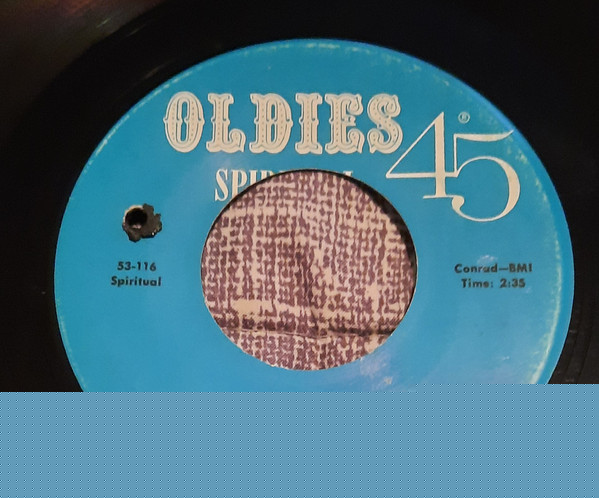 OLDIES 45®
53-116
Spiritual
Conrad—BMI
Time: 2:35